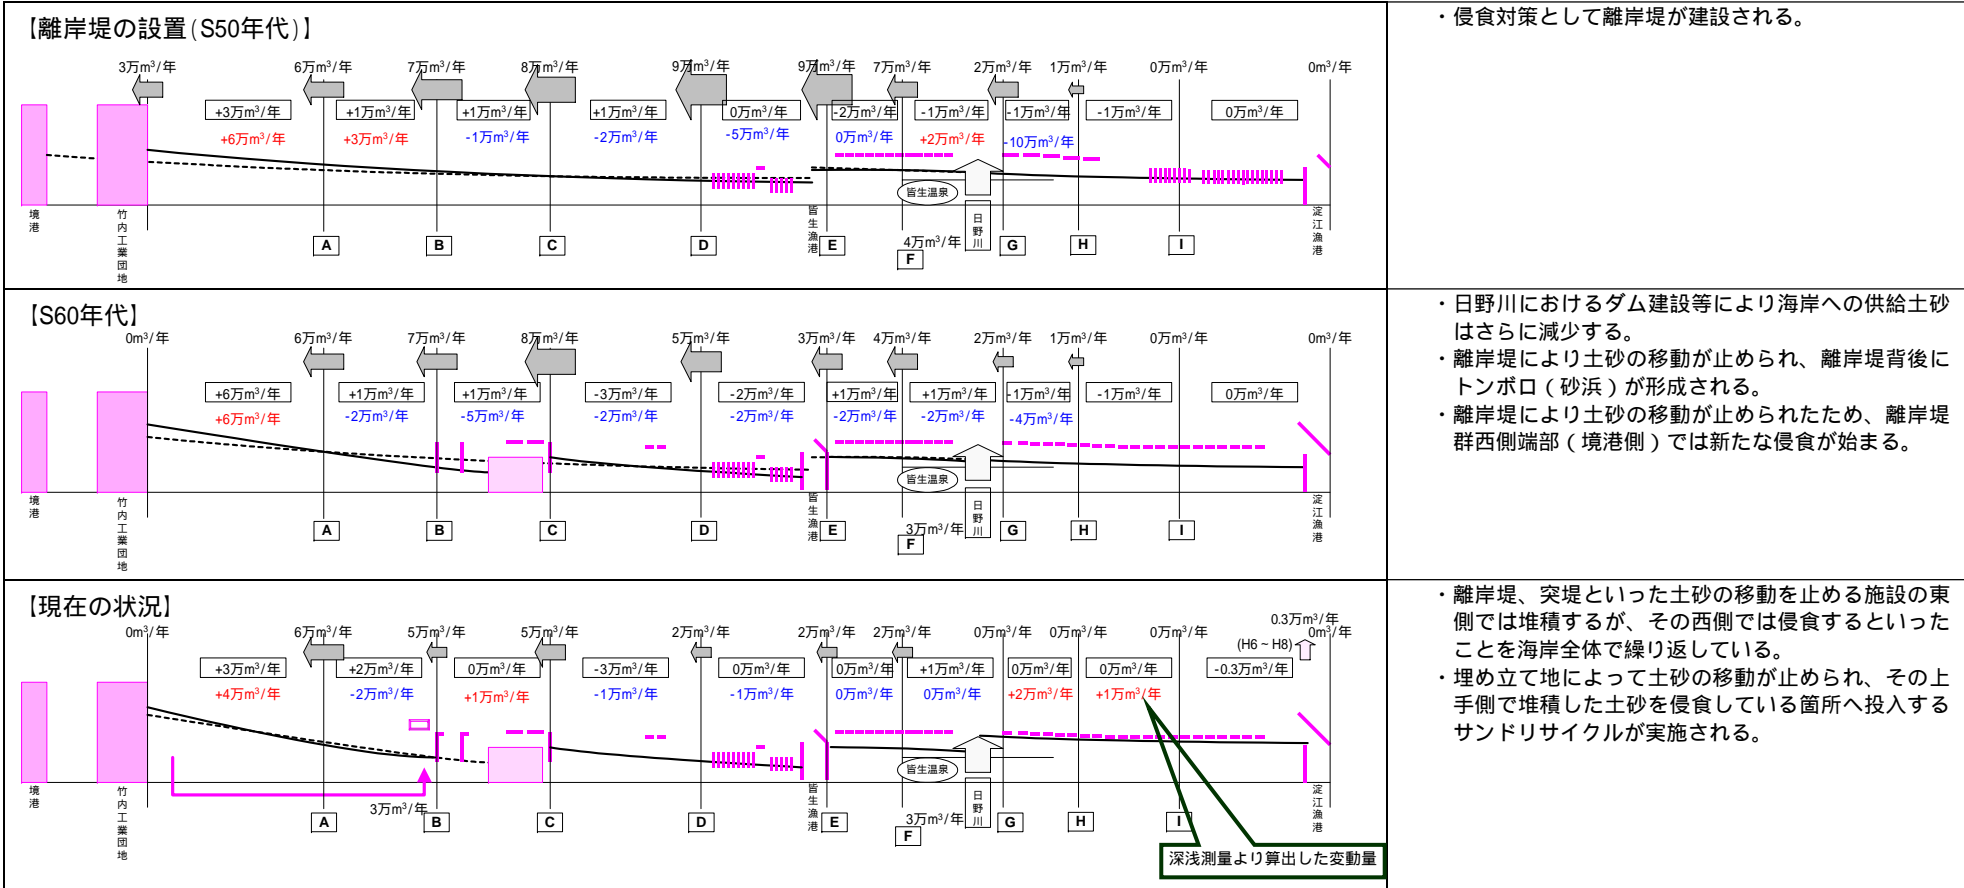 【離岸堤の設置(S50年代)】
3万m³/年 6万m³/年 7万m³/年 8万m³/年 9万m³/年 9万m³/年 7万m³/年 2万m³/年 1万m³/年 0万m³/年 0m³/年
+3万m³/年 +1万m³/年 +1万m³/年 +1万m³/年 0万m³/年 -2万m³/年 -1万m³/年 -1万m³/年 -1万m³/年 0万m³/年
+6万m³/年 +3万m³/年 -1万m³/年 -2万m³/年 -5万m³/年 0万m³/年 +2万m³/年 -10万m³/年
皆生温泉
境港 竹内工業団地 皆生漁港 日野川 淀江漁港
4万m³/年
A B C D E F G H I
・侵食対策として離岸堤が建設される。
【S60年代】
0m³/年 6万m³/年 7万m³/年 8万m³/年 5万m³/年 3万m³/年 4万m³/年 2万m³/年 1万m³/年 0万m³/年 0m³/年
+6万m³/年 +1万m³/年 +1万m³/年 -3万m³/年 -2万m³/年 +1万m³/年 +1万m³/年 -1万m³/年 -1万m³/年 0万m³/年
+6万m³/年 -2万m³/年 -5万m³/年 -2万m³/年 -2万m³/年 -2万m³/年 -2万m³/年 -4万m³/年
皆生温泉
境港 竹内工業団地 皆生漁港 日野川 淀江漁港
3万m³/年
A B C D E F G H I
・日野川におけるダム建設等により海岸への供給土砂
はさらに減少する。
・離岸堤により土砂の移動が止められ、離岸堤背後に
トンボロ（砂浜）が形成される。
・離岸堤により土砂の移動が止められたため、離岸堤
群西側端部（境港側）では新たな侵食が始まる。
【現在の状況】
0.3万m³/年
(H6～H8)
0m³/年 6万m³/年 5万m³/年 5万m³/年 2万m³/年 2万m³/年 2万m³/年 0万m³/年 0万m³/年 0万m³/年 0m³/年
+3万m³/年 +2万m³/年 0万m³/年 -3万m³/年 0万m³/年 0万m³/年 +1万m³/年 0万m³/年 0万m³/年 -0.3万m³/年
+4万m³/年 -2万m³/年 +1万m³/年 -1万m³/年 -1万m³/年 0万m³/年 0万m³/年 +2万m³/年 +1万m³/年
皆生温泉
境港 竹内工業団地 皆生漁港 日野川 淀江漁港
3万m³/年 3万m³/年
A B C D E F G H I
深浅測量より算出した変動量
・離岸堤、突堤といった土砂の移動を止める施設の東
側では堆積するが、その西側では侵食するといった
ことを海岸全体で繰り返している。
・埋め立て地によって土砂の移動が止められ、その上
手側で堆積した土砂を侵食している箇所へ投入する
サンドリサイクルが実施される。